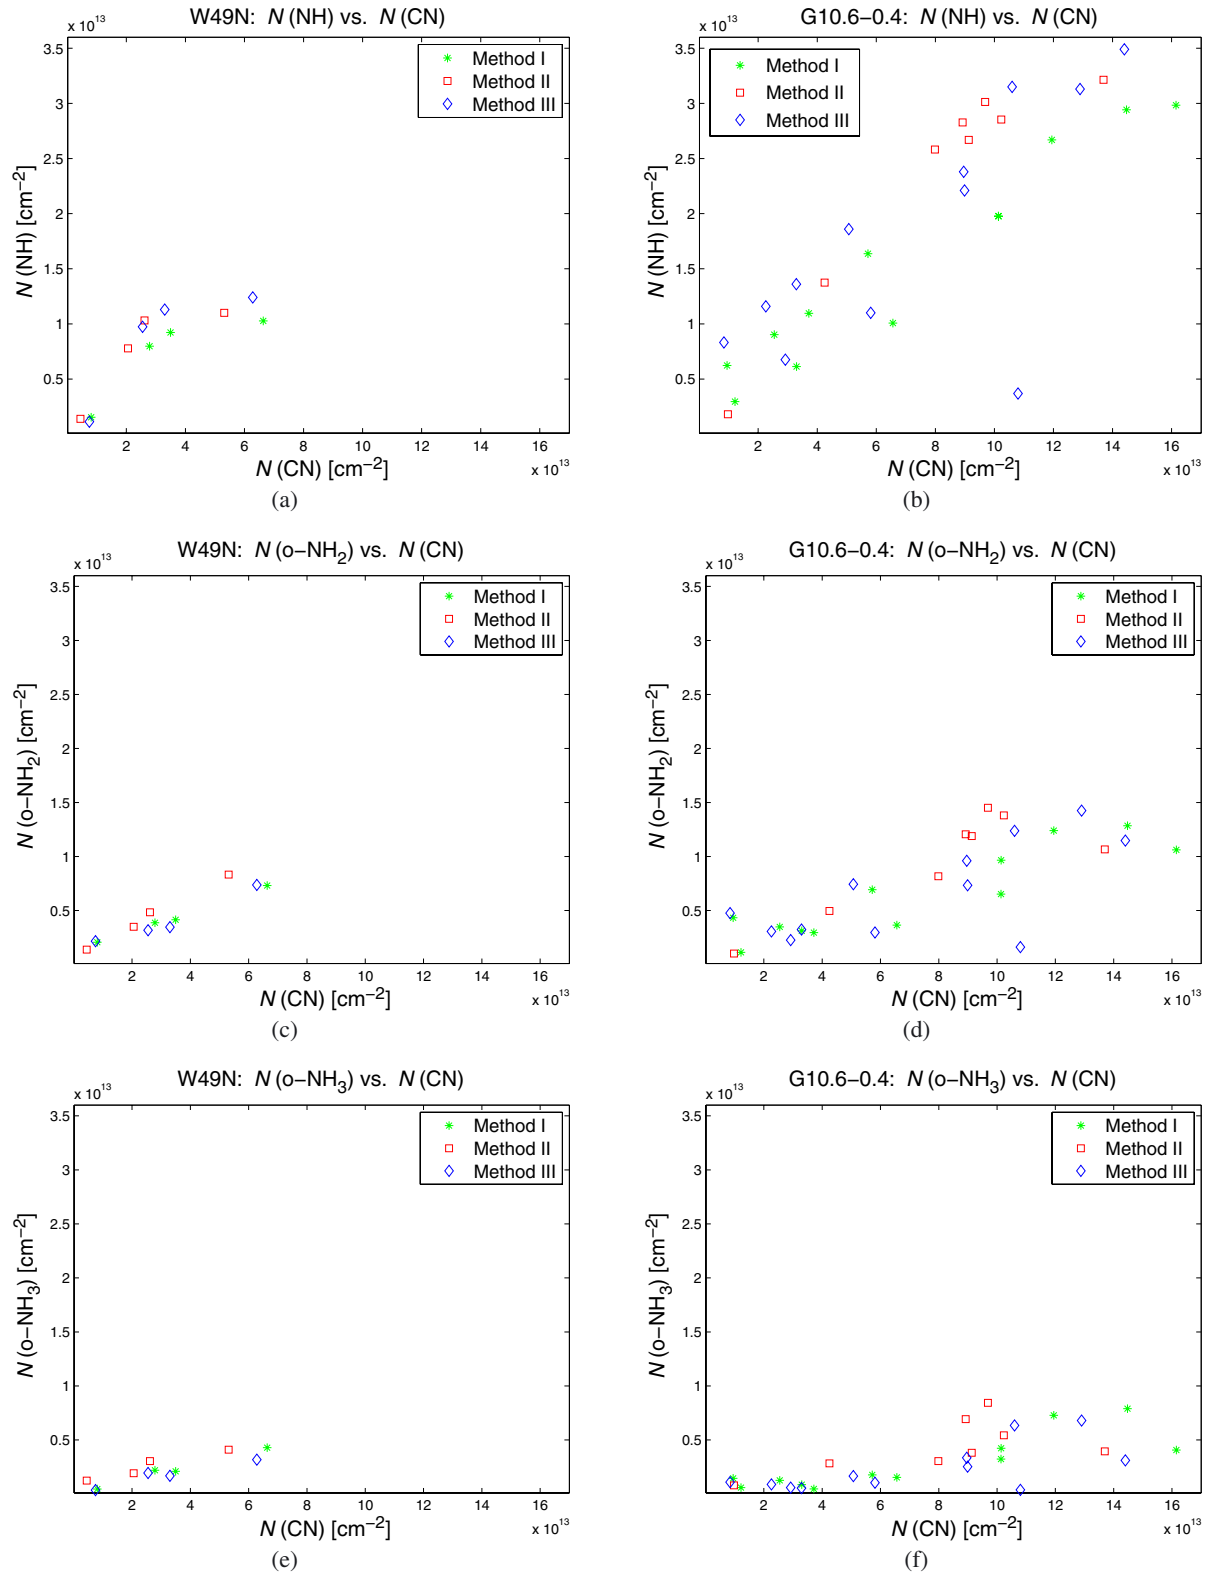 W49N: N (NH) vs. N (CN)
x 10^13
Method I
Method II
Method III
3.5
3
2.5
2
1.5
1
0.5
N (NH) [cm−2]
2 4 6 8 10 12 14 16
N (CN) [cm−2]
x 10^13
(a)
G10.6−0.4: N (NH) vs. N (CN)
x 10^13
Method I
Method II
Method III
3.5
3
2.5
2
1.5
1
0.5
N (NH) [cm−2]
2 4 6 8 10 12 14 16
N (CN) [cm−2]
x 10^13
(b)
W49N: N (o−NH2) vs. N (CN)
x 10^13
Method I
Method II
Method III
3.5
3
2.5
2
1.5
1
0.5
N (o−NH2) [cm−2]
2 4 6 8 10 12 14 16
N (CN) [cm−2]
x 10^13
(c)
G10.6−0.4: N (o−NH2) vs. N (CN)
x 10^13
Method I
Method II
Method III
3.5
3
2.5
2
1.5
1
0.5
N (o−NH2) [cm−2]
2 4 6 8 10 12 14 16
N (CN) [cm−2]
x 10^13
(d)
W49N: N (o−NH3) vs. N (CN)
x 10^13
Method I
Method II
Method III
3.5
3
2.5
2
1.5
1
0.5
N (o−NH3) [cm−2]
2 4 6 8 10 12 14 16
N (CN) [cm−2]
x 10^13
(e)
G10.6−0.4: N (o−NH3) vs. N (CN)
x 10^13
Method I
Method II
Method III
3.5
3
2.5
2
1.5
1
0.5
N (o−NH3) [cm−2]
2 4 6 8 10 12 14 16
N (CN) [cm−2]
x 10^13
(f)